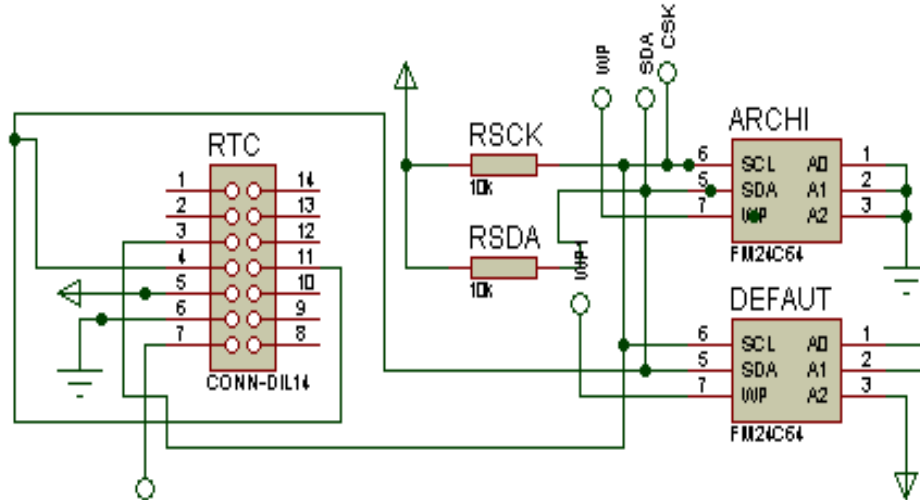 WP
SDA
CSK
RTC
1
14
2
13
3
12
4
11
5
10
6
9
7
8
CONN-DIL14
RSCK
10k
RSDA
10k
WP1
ARCHI
6 SCL A0 1
5 SDA A1 2
7 WP A2 3
FM24C64
DEFAUT
6 SCL A0 1
5 SDA A1 2
7 WP A2 3
FM24C64